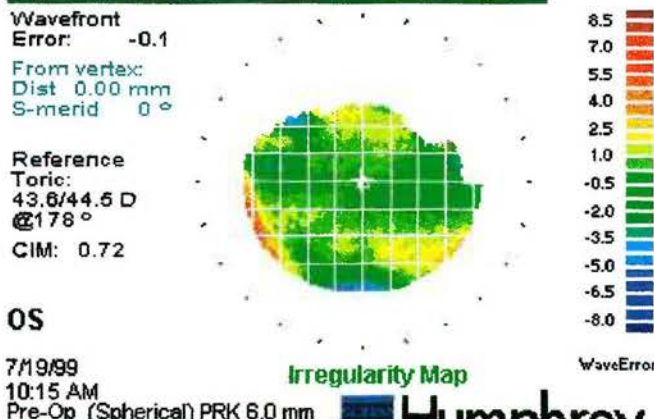 Wavefront
Error: -0.1
From vertex:
Dist 0.00 mm
S-merid 0 °
Reference
Toric:
43.6/44.5 D
@178 °
CIM: 0.72
OS
7/19/99
10:15 AM
Pre-Op (Spherical) PRK 6.0 mm
Irregularity Map
8.5
7.0
5.5
4.0
2.5
1.0
-0.5
-2.0
-3.5
-5.0
-6.5
-8.0
WaveError
Humphrey